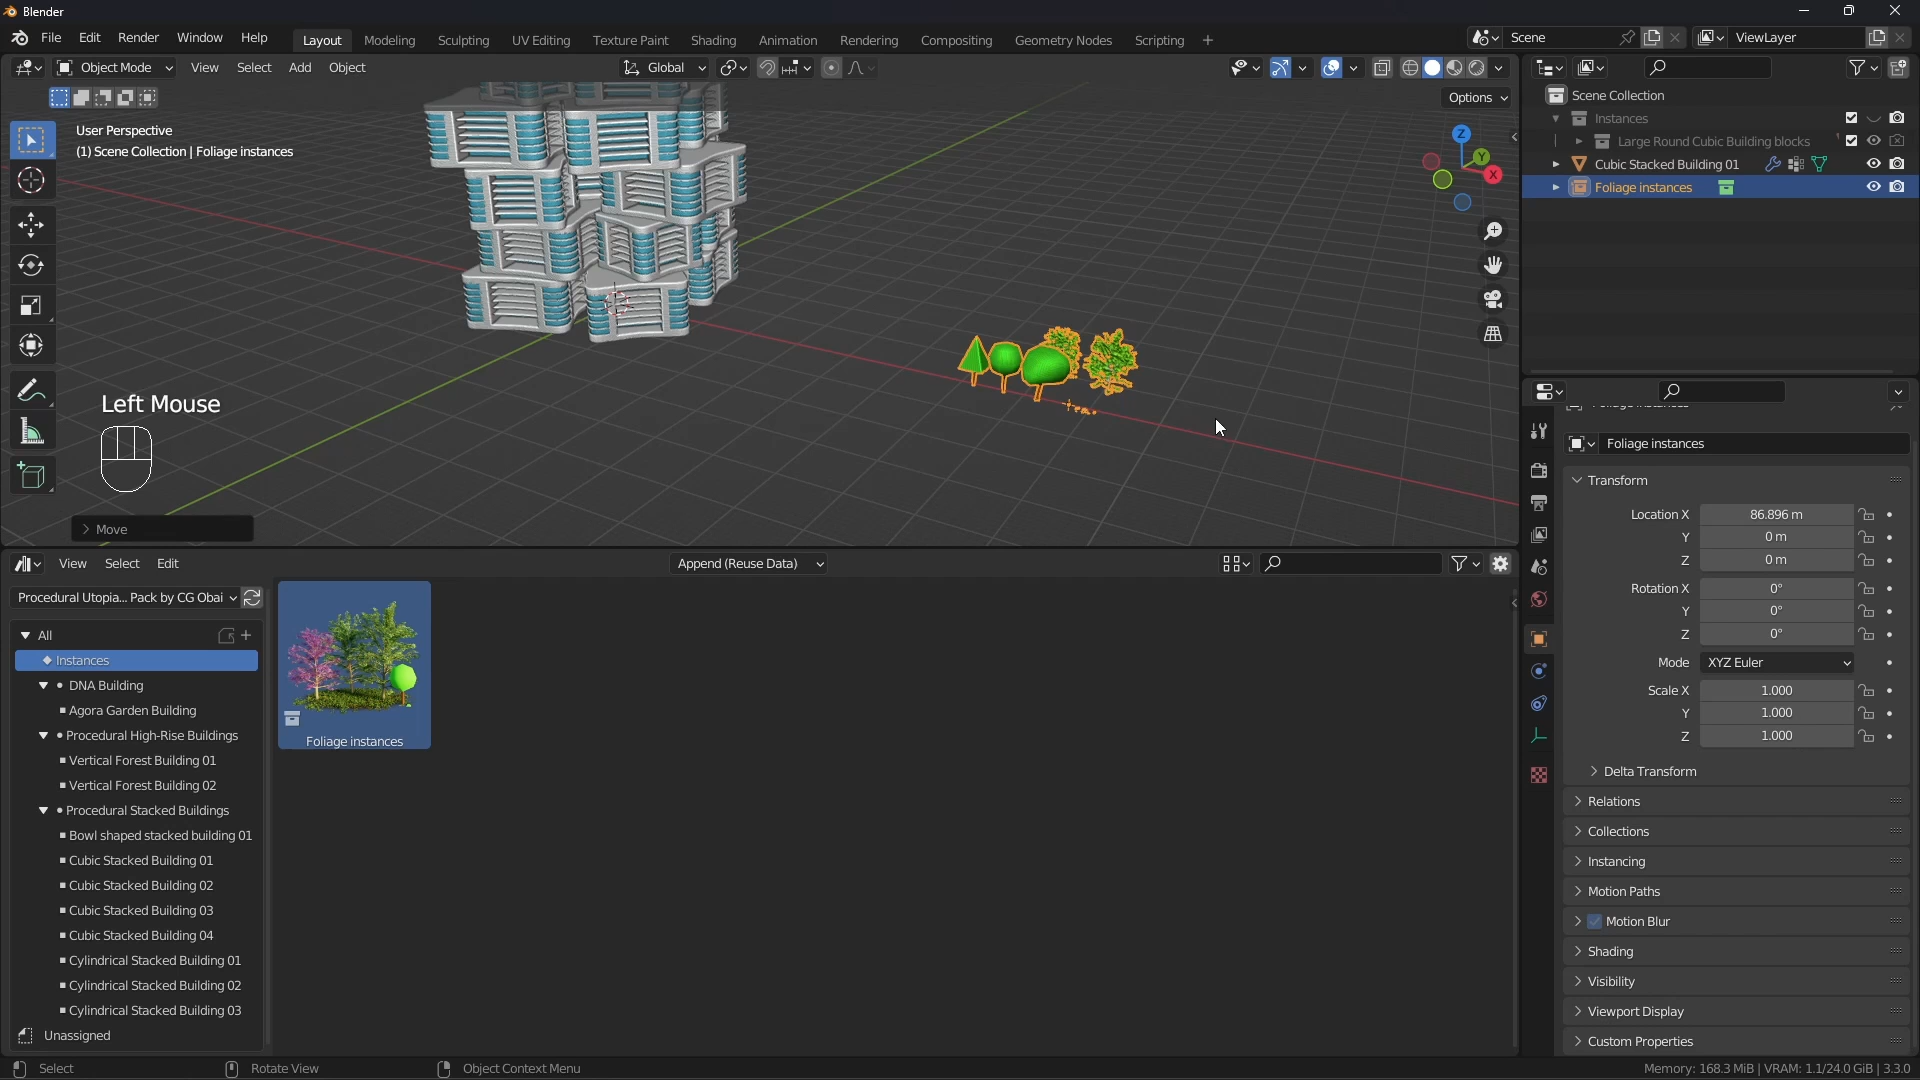 Blender
File Edit Render Window Help Layout Modeling Sculpting UV Editing Texture Paint Shading Animation Rendering Compositing Geometry Nodes Scripting + Scene ViewLayer
Object Mode View Select Add Object Global
Options
User Perspective
(1) Scene Collection | Foliage instances
Z
Y
X
Left Mouse
> Move
Scene Collection
Instances
Large Round Cubic Building blocks
Cubic Stacked Building 01
Foliage instances
Foliage instances
Transform
Location X 86.896 m
Y 0 m
Z 0 m
Rotation X 0°
Y 0°
Z 0°
Mode XYZ Euler
Scale X 1.000
Y 1.000
Z 1.000
Delta Transform
Relations
Collections
Instancing
Motion Paths
Motion Blur
Shading
Visibility
Viewport Display
Custom Properties
View Select Edit Append (Reuse Data)
Procedural Utopia... Pack by CG Obai
All
Instances
DNA Building
Agora Garden Building
Procedural High-Rise Buildings
Vertical Forest Building 01
Vertical Forest Building 02
Procedural Stacked Buildings
Bowl shaped stacked building 01
Cubic Stacked Building 01
Cubic Stacked Building 02
Cubic Stacked Building 03
Cubic Stacked Building 04
Cylindrical Stacked Building 01
Cylindrical Stacked Building 02
Cylindrical Stacked Building 03
Unassigned
Foliage instances
Select Rotate View Object Context Menu Memory: 168.3 MiB | VRAM: 1.1/24.0 GiB | 3.3.0